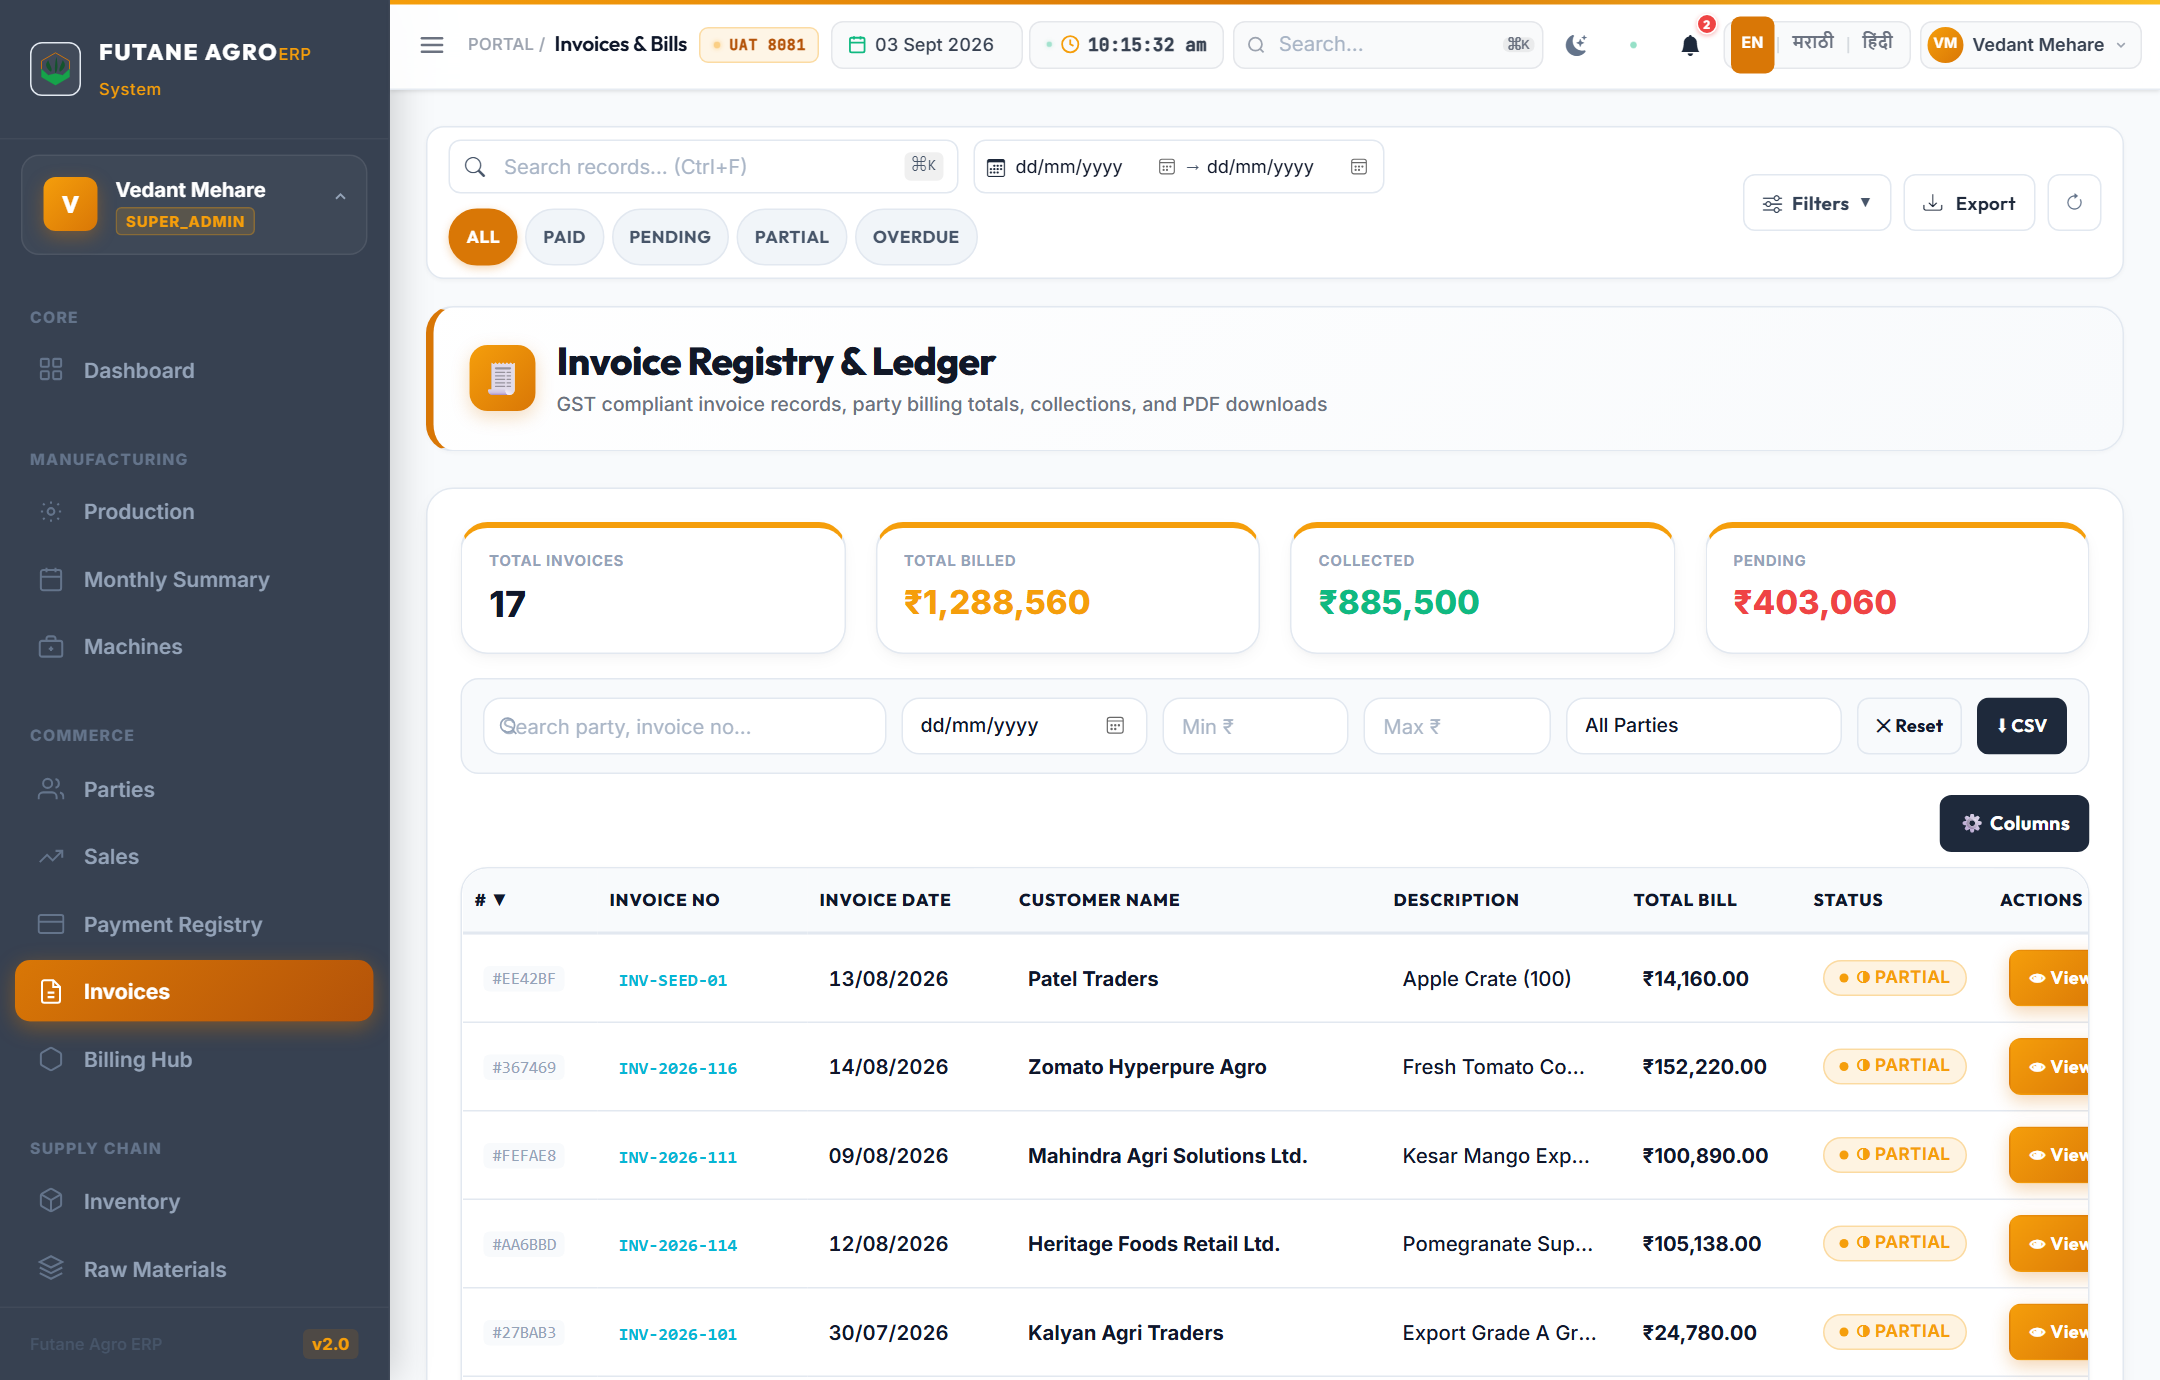 FUTANE AGROERP
System
Vedant Mehare
V
SUPER_ADMIN
CORE
Dashboard
MANUFACTURING
Production
Monthly Summary
Machines
COMMERCE
Parties
Sales
Payment Registry
Invoices
Billing Hub
SUPPLY CHAIN
Inventory
Raw Materials
Futane Agro ERP v2.0
PORTAL / Invoices & Bills UAT 8081 03 Sept 2026 10:15:32 am Search... ⌘K 2 EN | मराठी | हिंदी VM Vedant Mehare
Search records... (Ctrl+F) ⌘K dd/mm/yyyy → dd/mm/yyyy
Filters ▼ Export
ALL PAID PENDING PARTIAL OVERDUE
Invoice Registry & Ledger
GST compliant invoice records, party billing totals, collections, and PDF downloads
TOTAL INVOICES TOTAL BILLED COLLECTED PENDING
17 ₹1,288,560 ₹885,500 ₹403,060
Search party, invoice no... dd/mm/yyyy Min ₹ Max ₹ All Parties ✕ Reset ⬇ CSV
Columns
# ▼ INVOICE NO INVOICE DATE CUSTOMER NAME DESCRIPTION TOTAL BILL STATUS ACTIONS
#EE42BF INV-SEED-01 13/08/2026 Patel Traders Apple Crate (100) ₹14,160.00 PARTIAL View
#367469 INV-2026-116 14/08/2026 Zomato Hyperpure Agro Fresh Tomato Co... ₹152,220.00 PARTIAL View
#FEFAE8 INV-2026-111 09/08/2026 Mahindra Agri Solutions Ltd. Kesar Mango Exp... ₹100,890.00 PARTIAL View
#AA6BBD INV-2026-114 12/08/2026 Heritage Foods Retail Ltd. Pomegranate Sup... ₹105,138.00 PARTIAL View
#27BAB3 INV-2026-101 30/07/2026 Kalyan Agri Traders Export Grade A Gr... ₹24,780.00 PARTIAL View